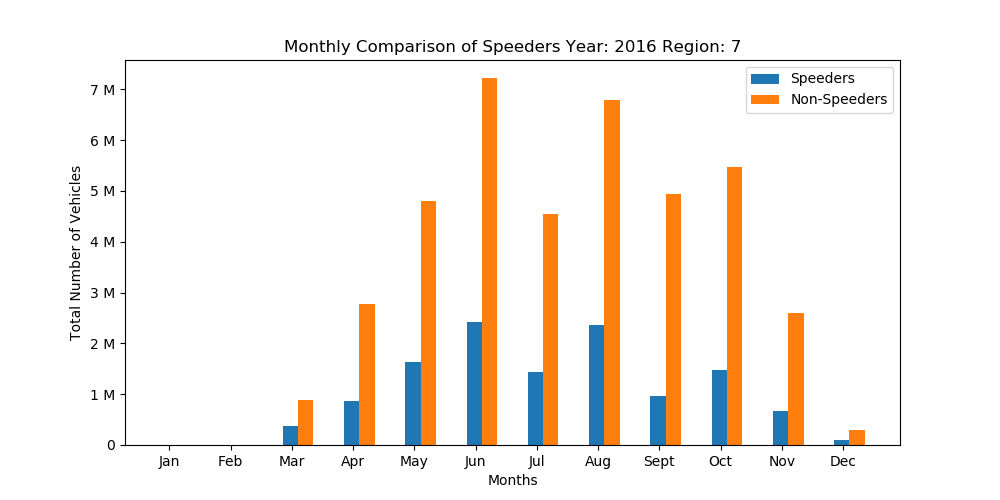 Monthly Comparison of Speeders Year: 2016 Region: 7
Speeders
Non-Speeders
Total Number of Vehicles
7 M
6 M
5 M
4 M
3 M
2 M
1 M
0
Jan Feb Mar Apr May Jun Jul Aug Sept Oct Nov Dec
Months